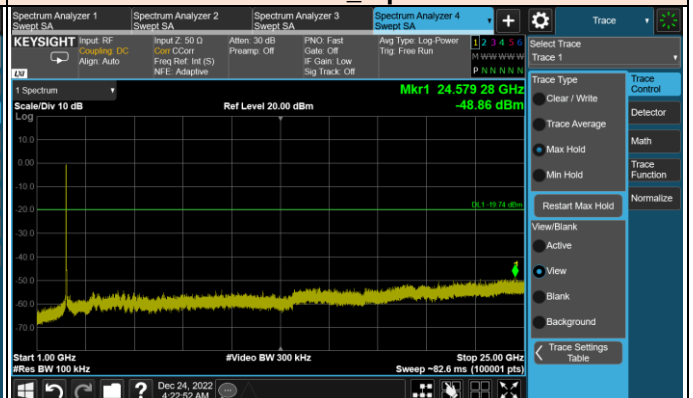 Spectrum Analyzer 1
Swept SA
Spectrum Analyzer 2
Swept SA
Spectrum Analyzer 3
Swept SA
Spectrum Analyzer 4
Swept SA
+
Trace
KEYSIGHT
LXI
Input: RF
Coupling: DC
Align: Auto
Input Z: 50 Ω
Corr CCorr
Freq Ref: Int (S)
NFE: Adaptive
Atten: 30 dB
Preamp: Off
PNO: Fast
Gate: Off
IF Gain: Low
Sig Track: Off
Avg Type: Log-Power
Trig: Free Run
1 2 3 4 5 6
M W W W W W
P N N N N N
Select Trace
Trace 1
1 Spectrum
Scale/Div 10 dB
Log
Ref Level 20.00 dBm
Mkr1 24.579 28 GHz
-48.86 dBm
10.0
0.00
-10.0
-20.0
-30.0
-40.0
-50.0
-60.0
-70.0
DL1 -19.74 dBm
1
Start 1.00 GHz
#Res BW 100 kHz
#Video BW 300 kHz
Stop 25.00 GHz
Sweep ~82.6 ms (100001 pts)
Trace Type
Clear / Write
Trace Average
Max Hold
Min Hold
Restart Max Hold
View/Blank
Active
View
Blank
Background
Trace Settings
Table
Trace
Control
Detector
Math
Trace
Function
Normalize
?
Dec 24, 2022
4:22:52 AM